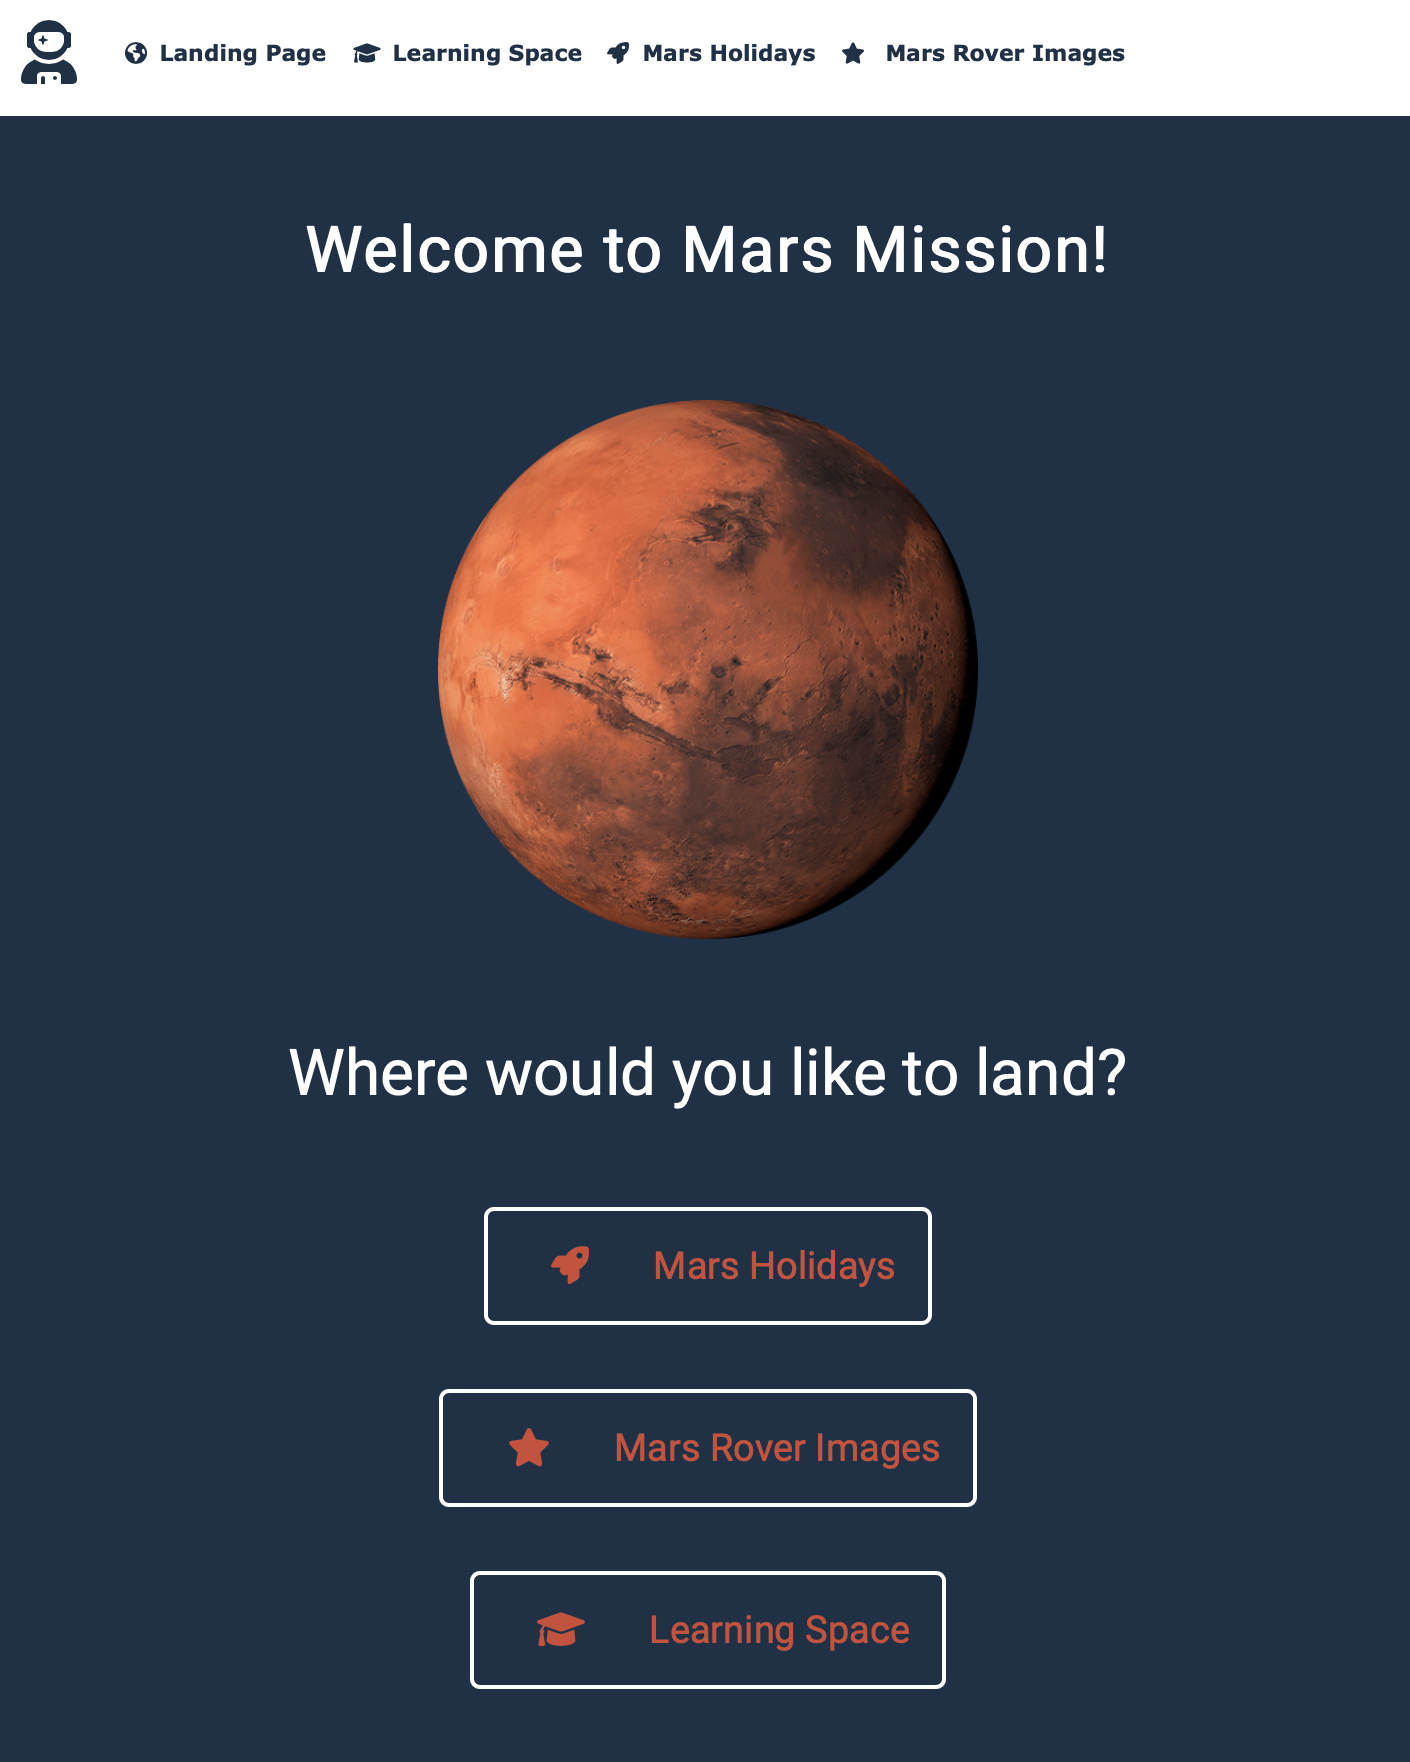 Landing Page Learning Space Mars Holidays Mars Rover Images
Welcome to Mars Mission!
Where would you like to land?
Mars Holidays
Mars Rover Images
Learning Space